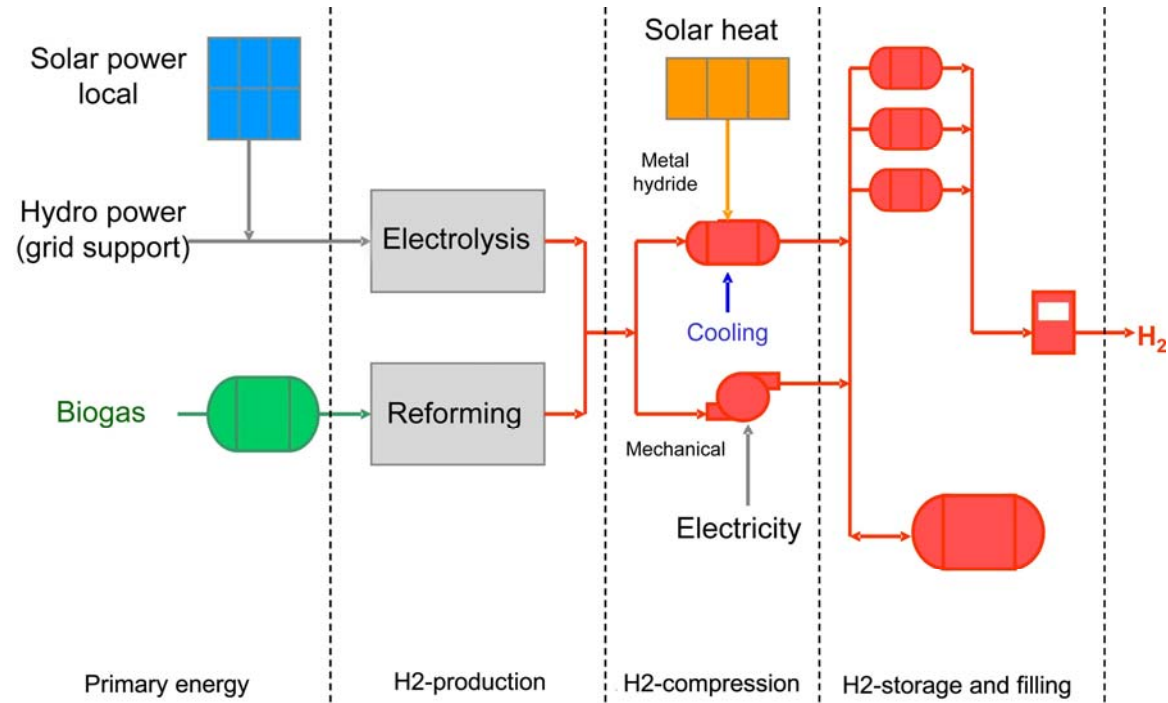 Solar power
local
Hydro power
(grid support)
Biogas
Electrolysis
Reforming
Solar heat
Metal
hydride
Cooling
Mechanical
Electricity
H₂
Primary energy
H2-production
H2-compression
H2-storage and filling